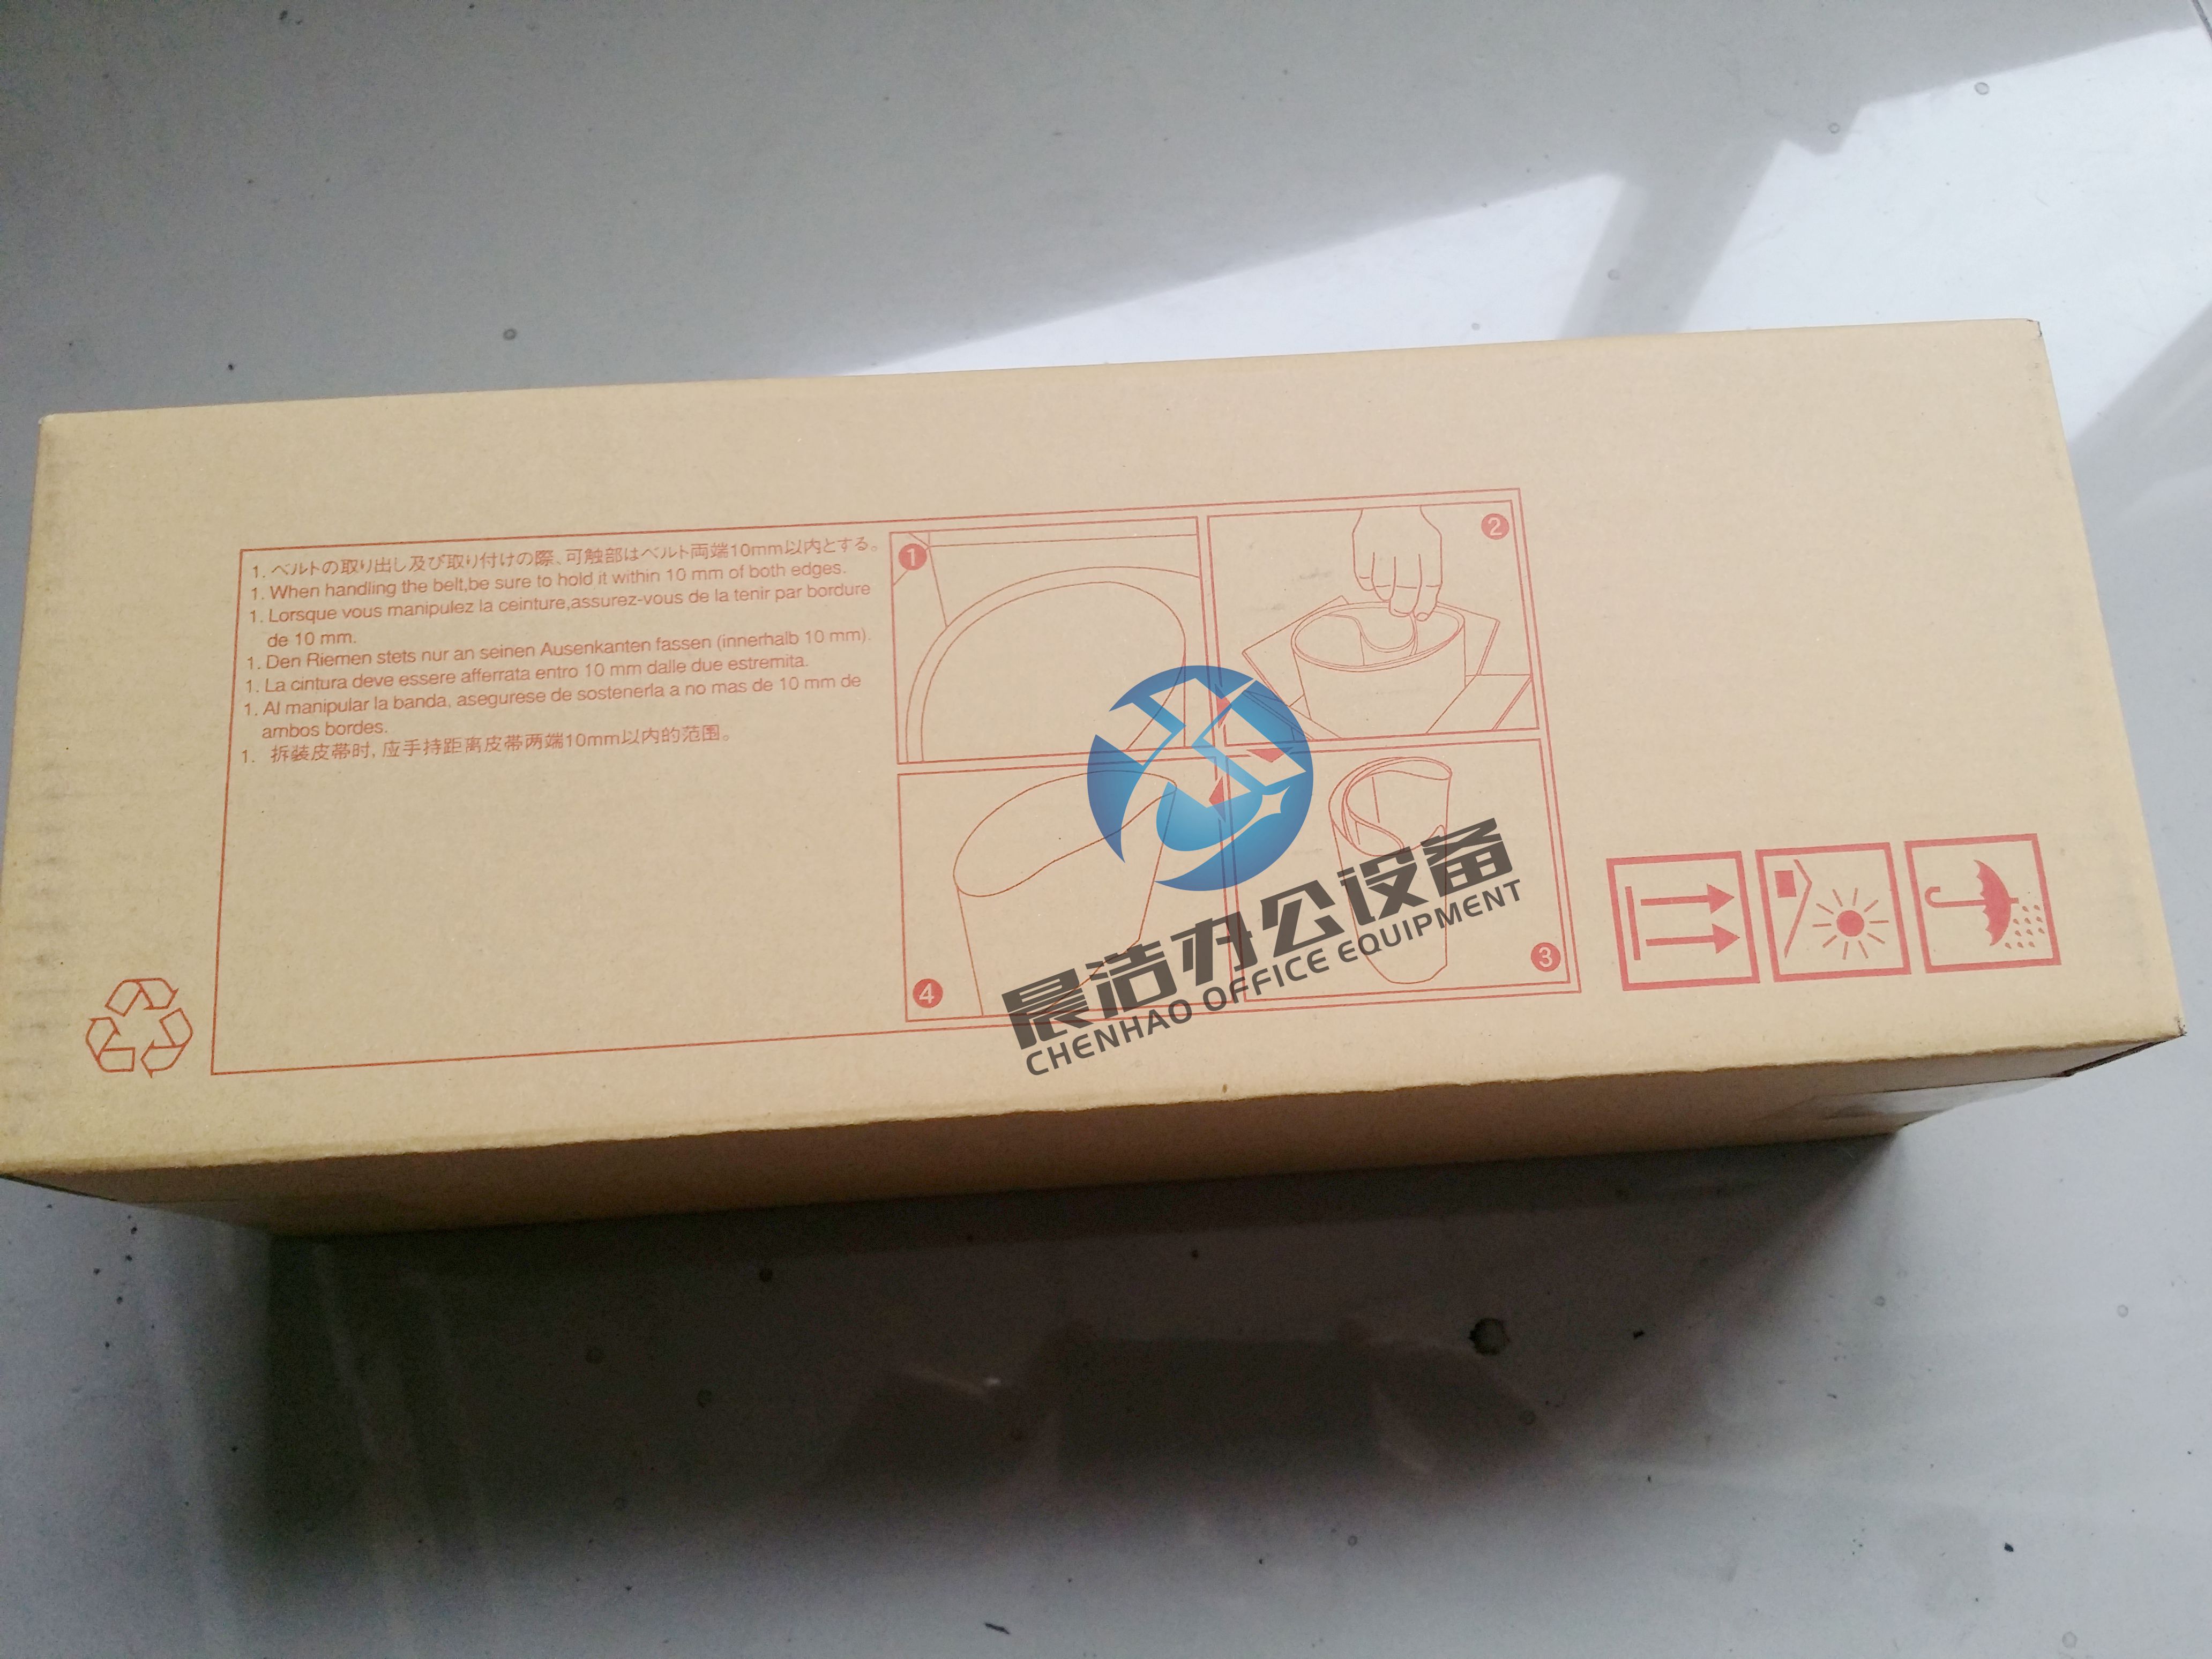 1. ベルトの取り出し及び取り付けの際、可触部はベルト両端10mm以内とする。
1. When handling the belt,be sure to hold it within 10 mm of both edges.
1. Lorsque vous manipulez la ceinture,assurez-vous de la tenir par bordure
de 10 mm.
1. Den Riemen stets nur an seinen Ausenkanten fassen (innerhalb 10 mm).
1. La cintura deve essere afferrata entro 10 mm dalle due estremita.
1. Al manipular la banda, asegurese de sostenerla a no mas de 10 mm de
ambos bordes.
1. 拆装皮带时,应手持距离皮带两端10mm以内的范围。
1
2
3
4
晨洁办公设备
CHENHAO OFFICE EQUIPMENT